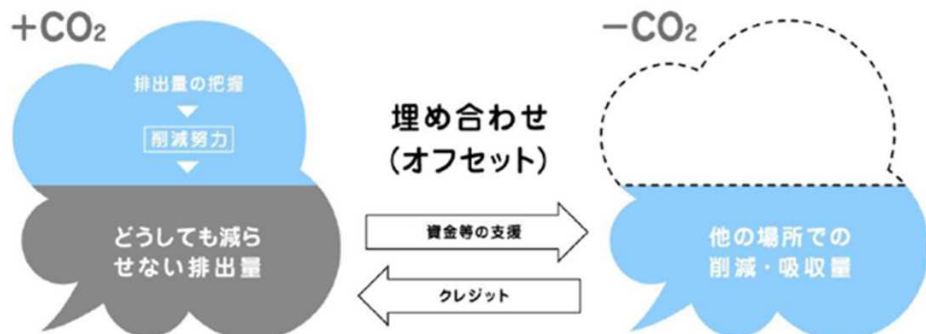 +CO₂
排出量の把握
削減努力
どうしても減ら
せない排出量
埋め合わせ
(オフセット)
資金等の支援
クレジット
−CO₂
他の場所での
削減・吸収量